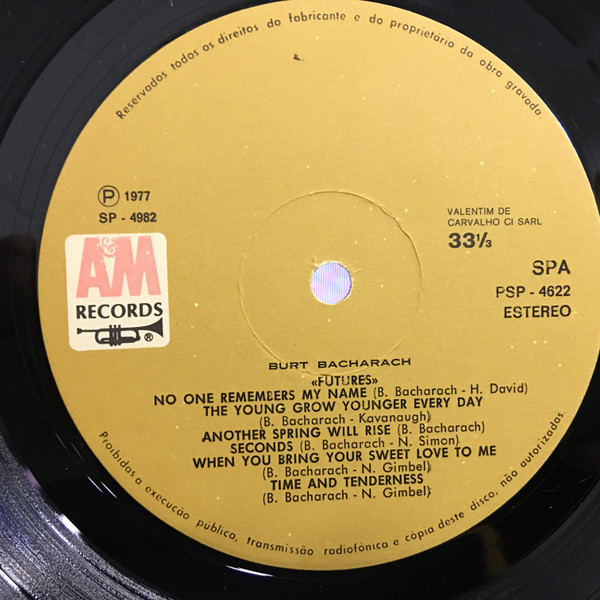 Reservados todos os direitos do fabricante e do proprietário da obra gravada.
Ⓟ 1977
SP - 4982
A&M
RECORDS
®
VALENTIM DE
CARVALHO CI SARL
33⅓
SPA
PSP - 4622
ESTEREO
BURT BACHARACH
«FUTURES»
NO ONE REMEMBERS MY NAME (B. Bacharach - H. David)
THE YOUNG GROW YOUNGER EVERY DAY
(B. Bacharach - Kavanaugh)
ANOTHER SPRING WILL RISE (B. Bacharach)
SECONDS (B. Bacharach - N. Simon)
WHEN YOU BRING YOUR SWEET LOVE TO ME
(B. Bacharach - N. Gimbel)
TIME AND TENDERNESS
(B. Bacharach - N. Gimbel)
Proibidas a execução pública, transmissão radiofónica e cópia deste disco, não autorizadas.